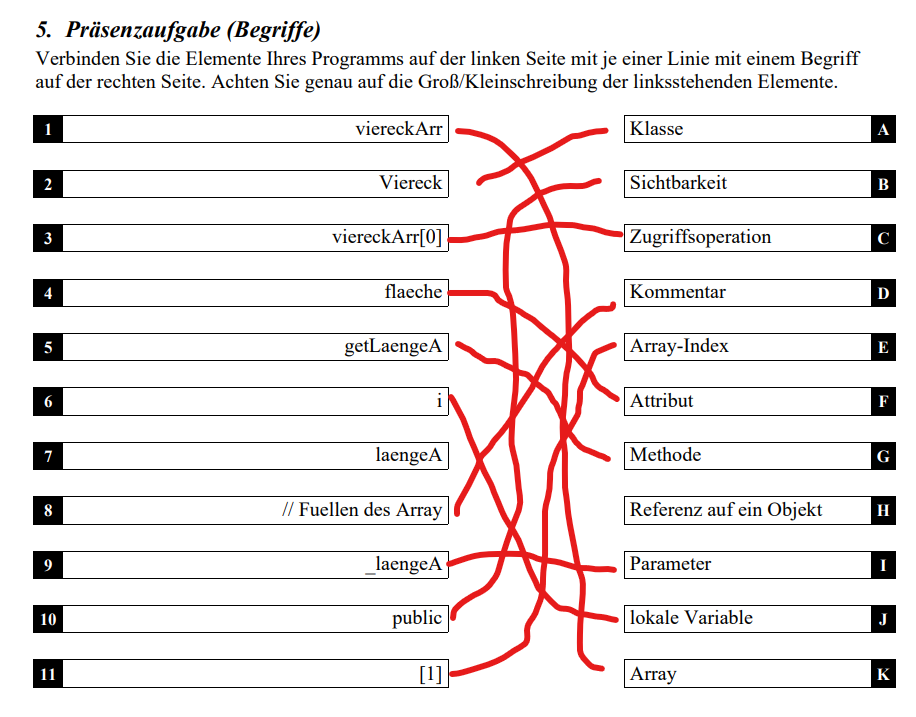 5. Präsenzaufgabe (Begriffe)
Verbinden Sie die Elemente Ihres Programms auf der linken Seite mit je einer Linie mit einem Begriff
auf der rechten Seite. Achten Sie genau auf die Groß/Kleinschreibung der linksstehenden Elemente.
1 viereckArr Klasse A
2 Viereck Sichtbarkeit B
3 viereckArr[0] Zugriffsoperation C
4 flaeche Kommentar D
5 getLaengeA Array-Index E
6 i Attribut F
7 laengeA Methode G
8 // Fuellen des Array Referenz auf ein Objekt H
9 _laengeA Parameter I
10 public lokale Variable J
11 [1] Array K